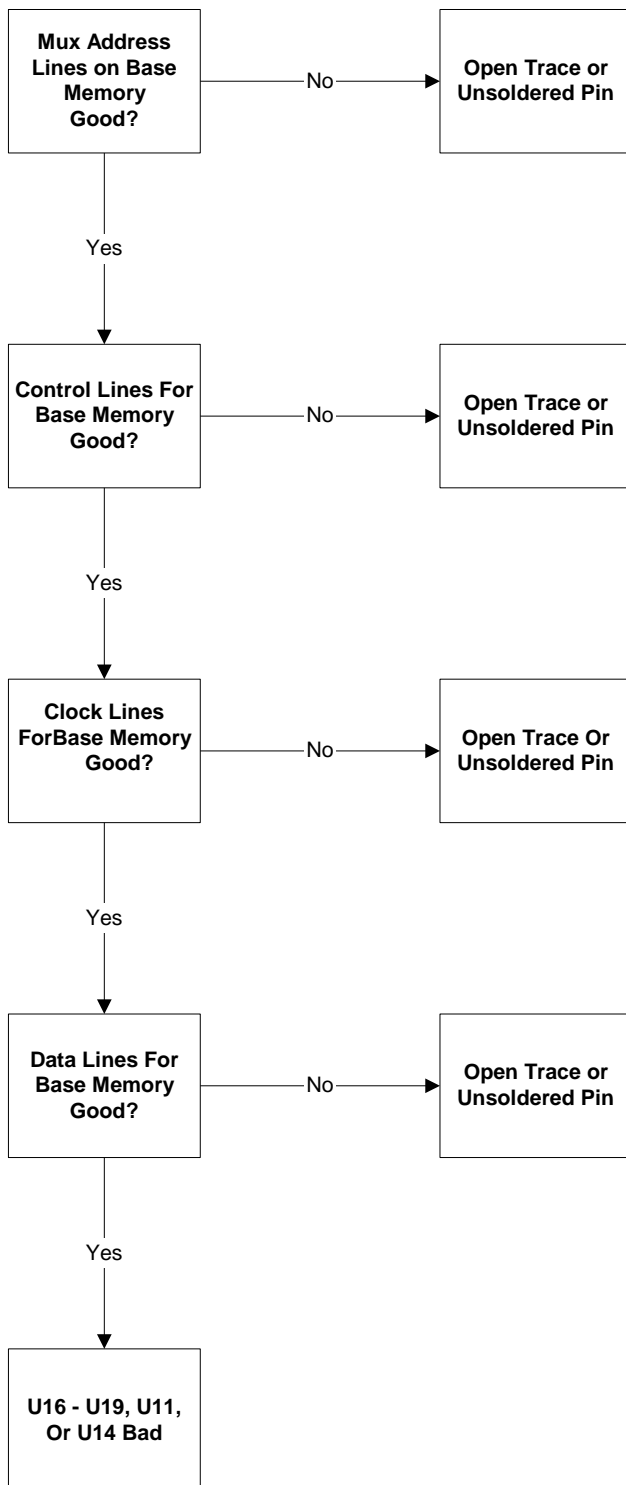 Mux Address
Lines on Base
Memory
Good?
No
Open Trace or
Unsoldered Pin
Yes
Control Lines For
Base Memory
Good?
No
Open Trace or
Unsoldered Pin
Yes
Clock Lines
ForBase Memory
Good?
No
Open Trace Or
Unsoldered Pin
Yes
Data Lines For
Base Memory
Good?
No
Open Trace or
Unsoldered Pin
Yes
U16 - U19, U11,
Or U14 Bad